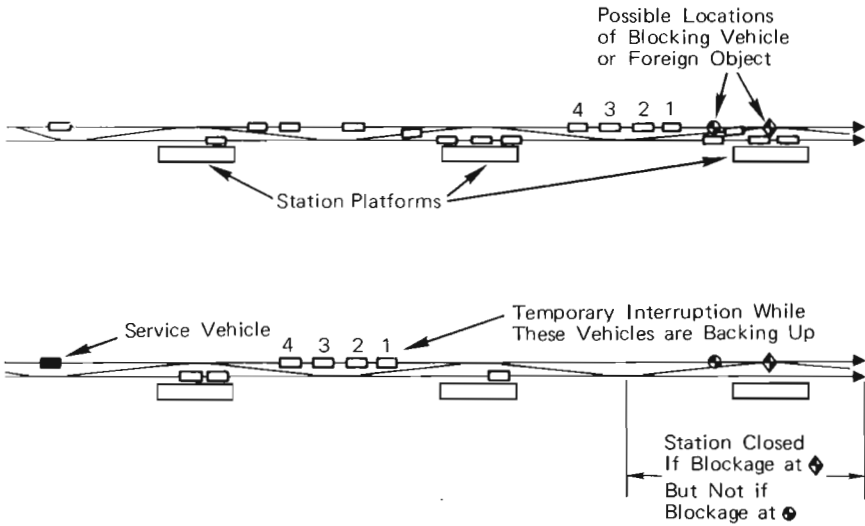 Possible Locations
of Blocking Vehicle
or Foreign Object
4 3 2 1
Station Platforms
Service Vehicle
4 3 2 1
Temporary Interruption While
These Vehicles are Backing Up
Station Closed
If Blockage at
But Not if
Blockage at